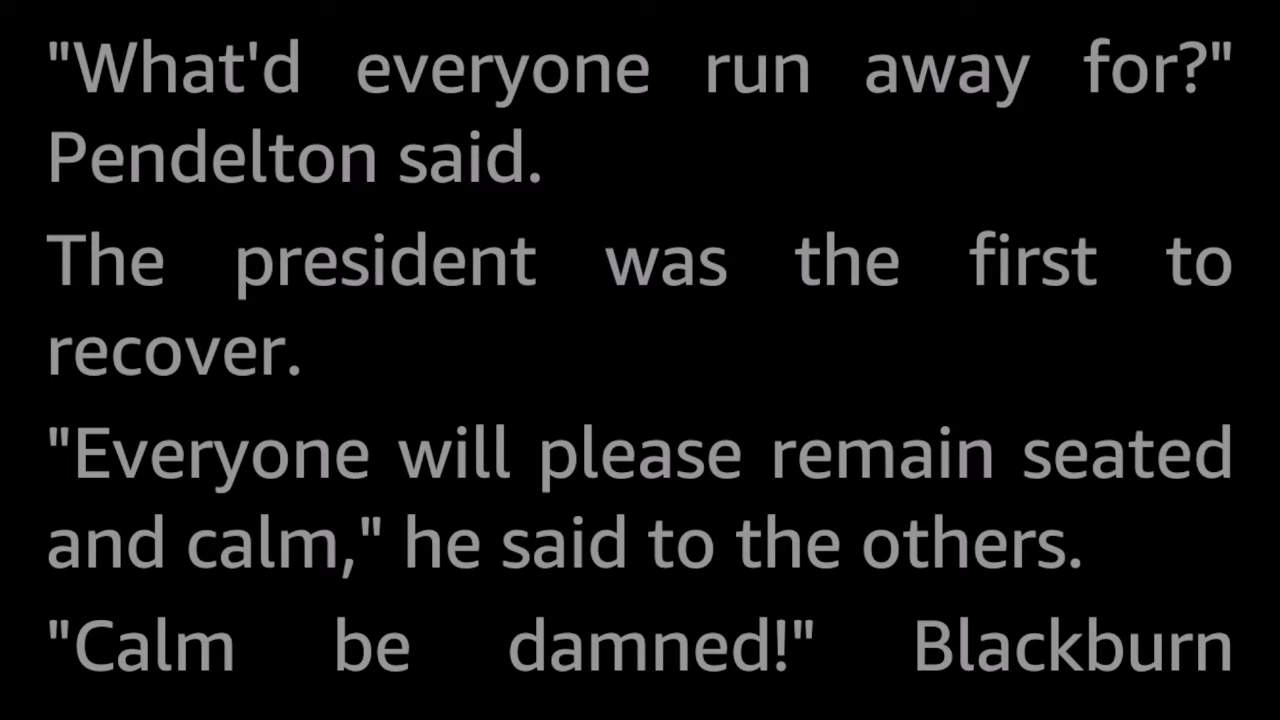 "What'd everyone run away for?"
Pendelton said.
The president was the first to
recover.
"Everyone will please remain seated
and calm," he said to the others.
"Calm be damned!" Blackburn